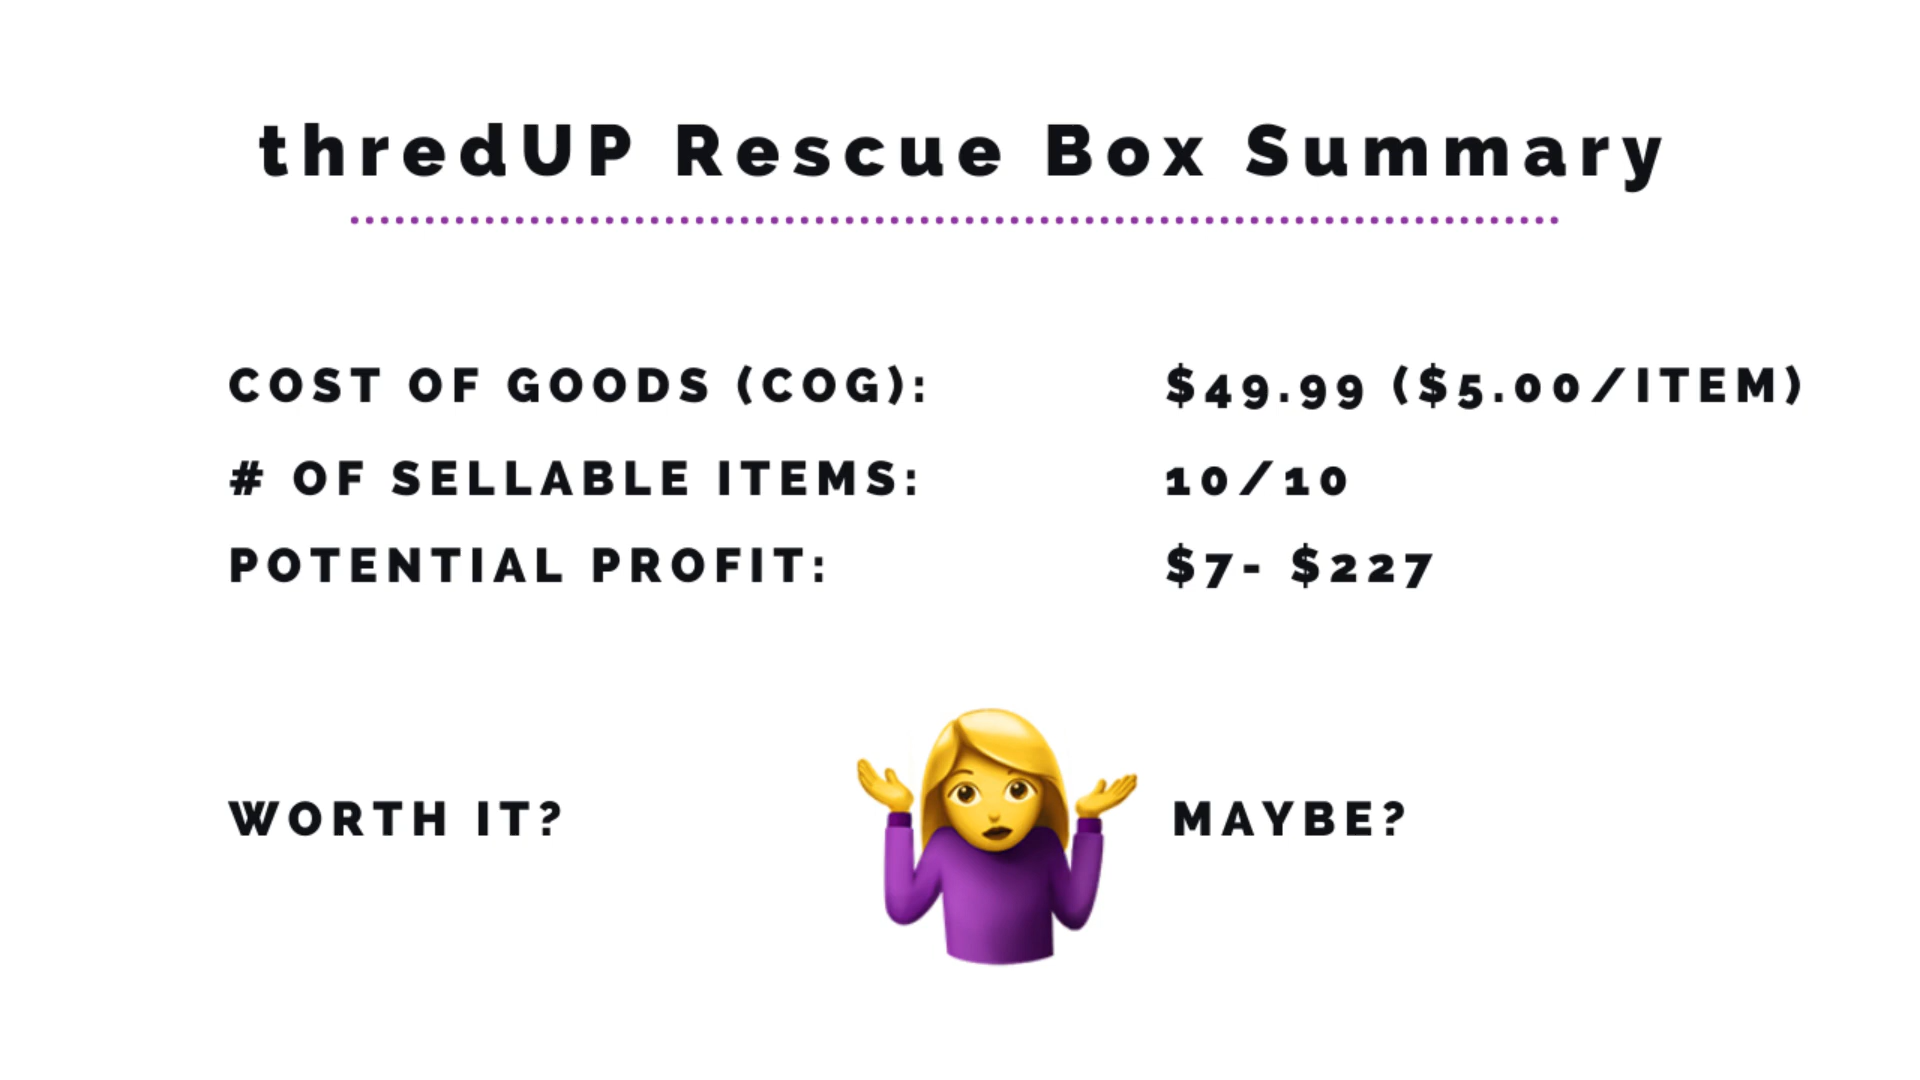 thredUP Rescue Box Summary
COST OF GOODS (COG): $49.99 ($5.00/ITEM)
# OF SELLABLE ITEMS: 10/10
POTENTIAL PROFIT: $7- $227
WORTH IT? MAYBE?